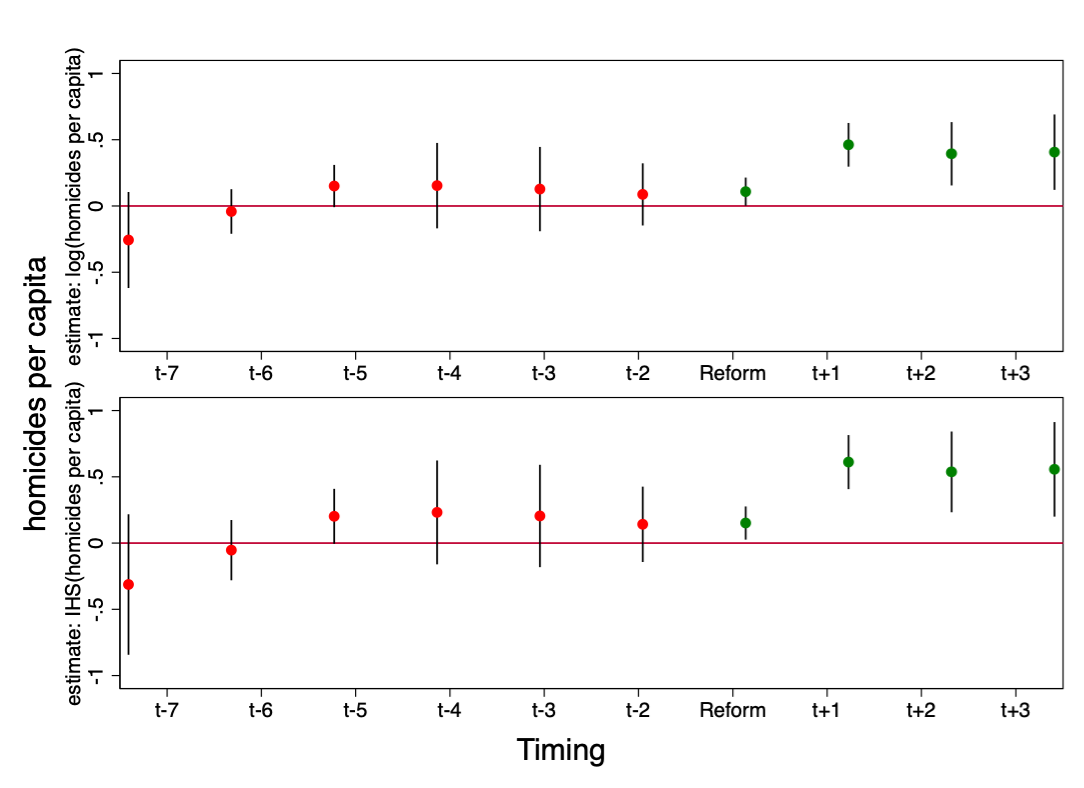 homicides per capita
estimate: log(homicides per capita)
1
.5
0
-.5
-1
t-7 t-6 t-5 t-4 t-3 t-2 Reform t+1 t+2 t+3
estimate: IHS(homicides per capita)
1
.5
0
-.5
-1
t-7 t-6 t-5 t-4 t-3 t-2 Reform t+1 t+2 t+3
Timing